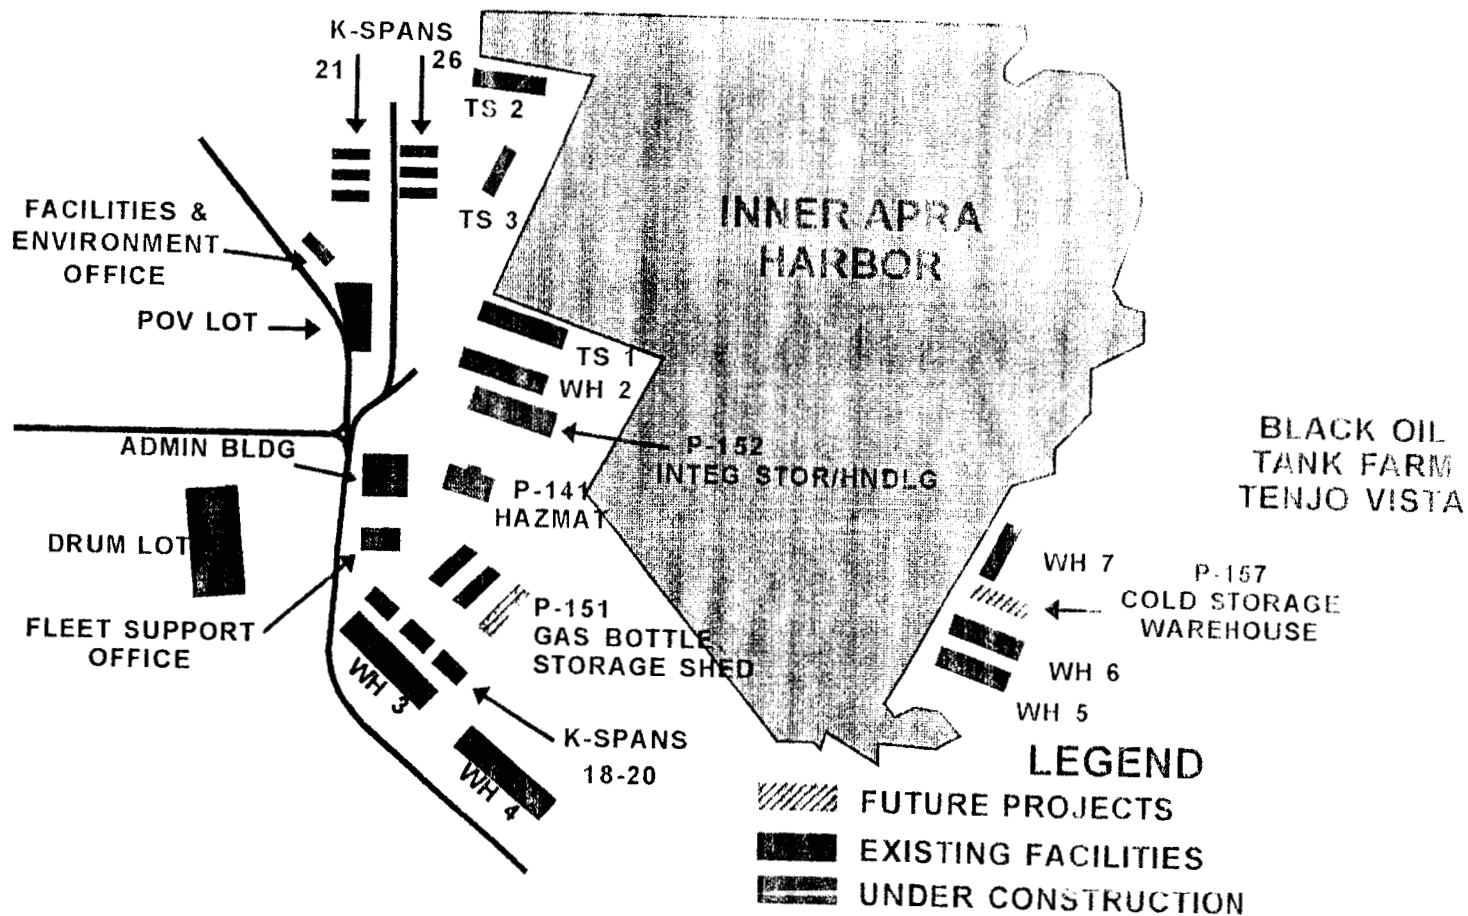 K-SPANS
21
26
TS 2
TS 3
INNER APRA
HARBOR
FACILITIES &
ENVIRONMENT
OFFICE
POV LOT
TS 1
WH 2
ADMIN BLDG
P-152
INTEG STOR/HNDLG
P-141
HAZMAT
BLACK OIL
TANK FARM
TENJO VISTA
DRUM LOT
FLEET SUPPORT
OFFICE
P-151
GAS BOTTLE
STORAGE SHED
WH 7
P-157
COLD STORAGE
WAREHOUSE
WH 6
WH 5
WH 3
K-SPANS
18-20
WH 4
LEGEND
FUTURE PROJECTS
EXISTING FACILITIES
UNDER CONSTRUCTION